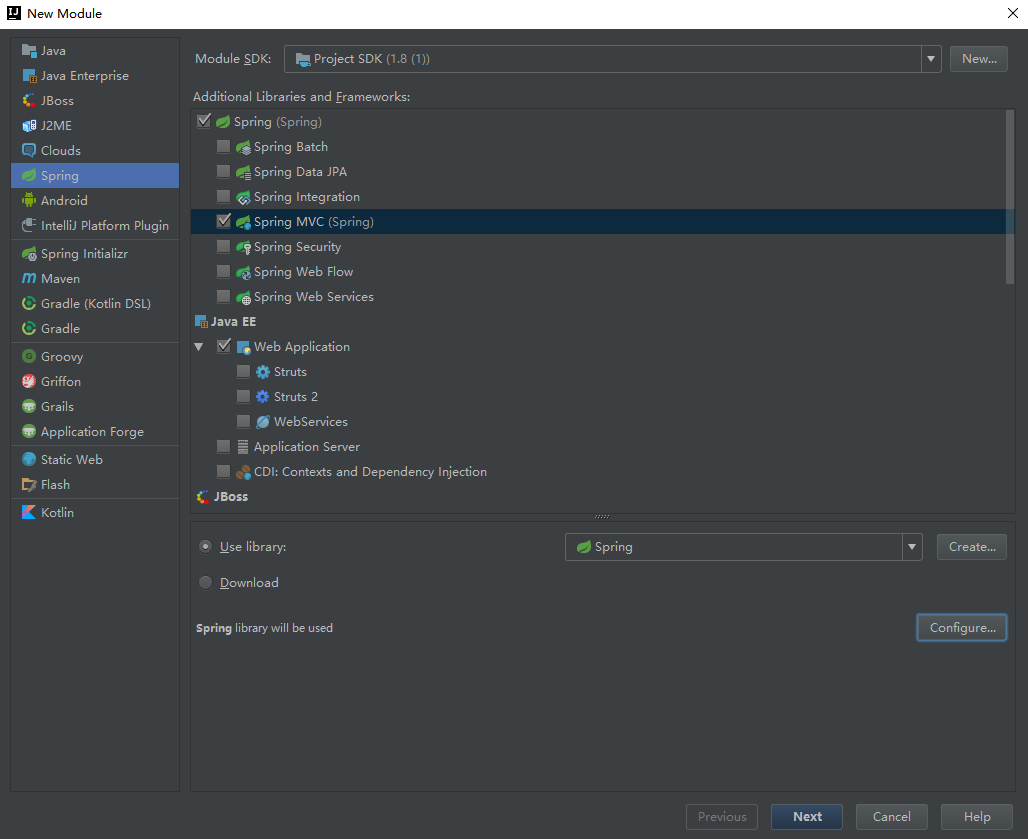 New Module
Java
Java Enterprise
JBoss
J2ME
Clouds
Spring
Android
IntelliJ Platform Plugin
Spring Initializr
Maven
Gradle (Kotlin DSL)
Gradle
Groovy
Griffon
Grails
Application Forge
Static Web
Flash
Kotlin
Module SDK: Project SDK (1.8 (1)) New...
Additional Libraries and Frameworks:
Spring (Spring)
Spring Batch
Spring Data JPA
Spring Integration
Spring MVC (Spring)
Spring Security
Spring Web Flow
Spring Web Services
Java EE
Web Application
Struts
Struts 2
WebServices
Application Server
CDI: Contexts and Dependency Injection
JBoss
Use library: Spring Create...
Download
Spring library will be used Configure...
Previous Next Cancel Help